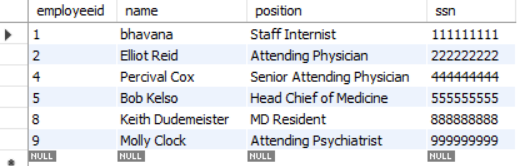 employeeid name position ssn
1 bhavana Staff Internist 111111111
2 Elliot Reid Attending Physician 222222222
4 Percival Cox Senior Attending Physician 444444444
5 Bob Kelso Head Chief of Medicine 555555555
8 Keith Dudemeister MD Resident 888888888
9 Molly Clock Attending Psychiatrist 999999999
NULL NULL NULL NULL